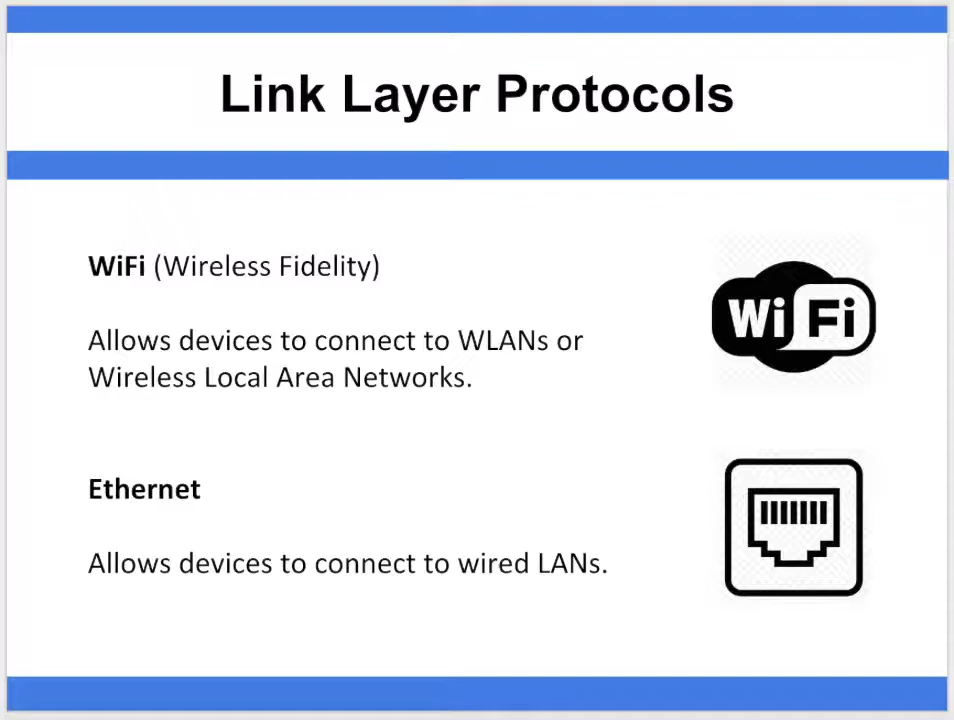 Link Layer Protocols
WiFi (Wireless Fidelity)
Allows devices to connect to WLANs or
Wireless Local Area Networks.
Wi Fi
Ethernet
Allows devices to connect to wired LANs.